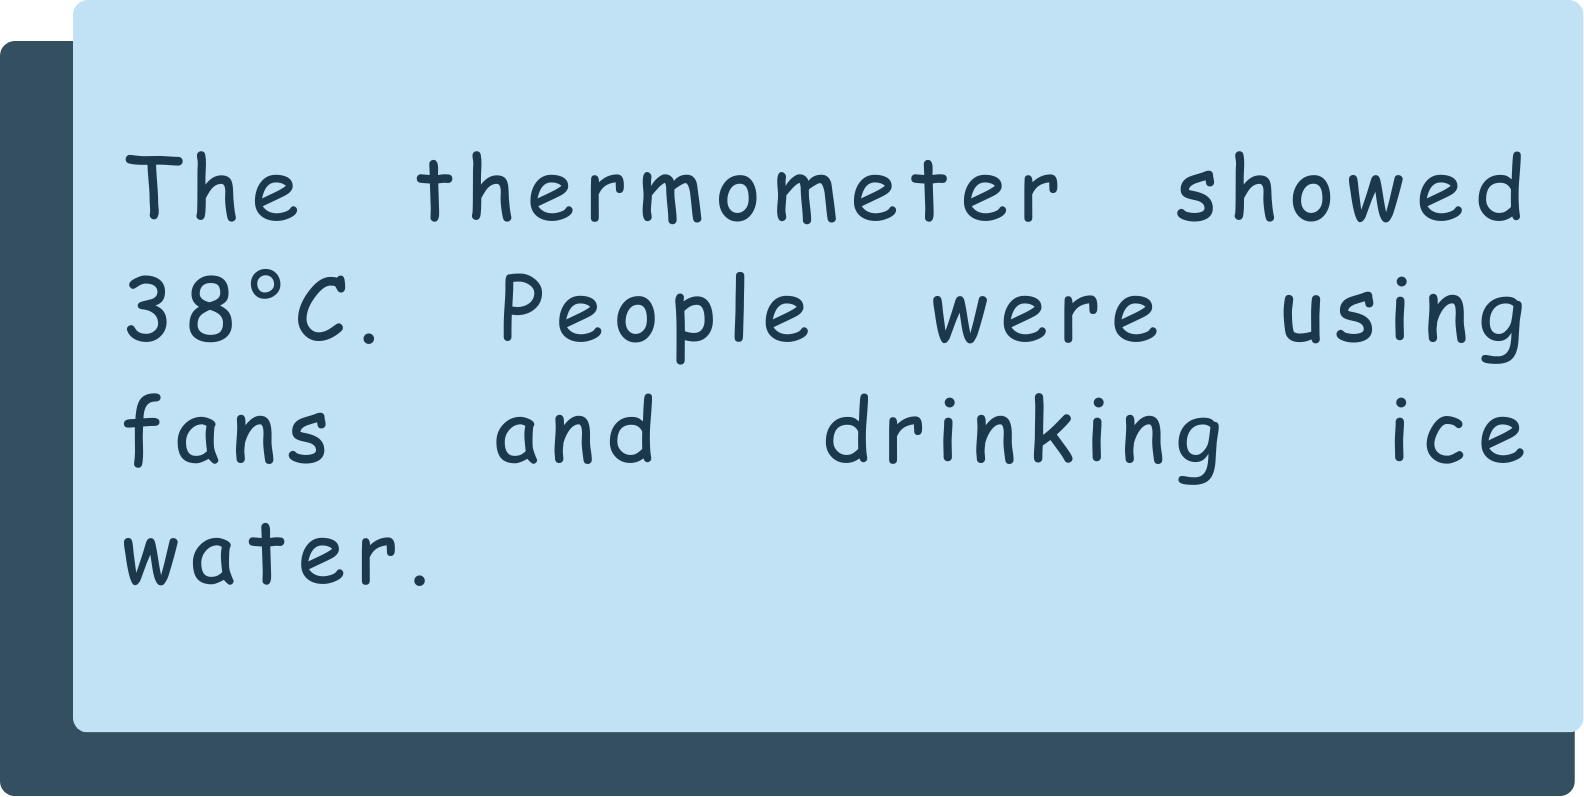 The thermometer showed
38°C. People were using
fans and drinking ice
water.